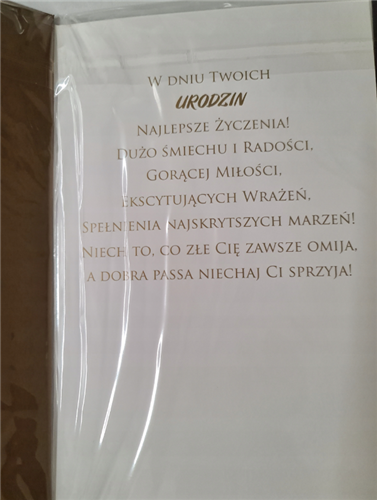 W DNIU TWOICH
URODZIN
NAJLEPSZE ŻYCZENIA!
DUŻO ŚMIECHU I RADOŚCI,
GORĄCEJ MIŁOŚCI,
EKSCYTUJĄCYCH WRAŻEŃ,
SPEŁNIENIA NAJSKRYTSZYCH MARZEŃ!
NIECH TO, CO ZŁE CIĘ ZAWSZE OMIJA,
A DOBRA PASSA NIECHAJ CI SPRZYJA!